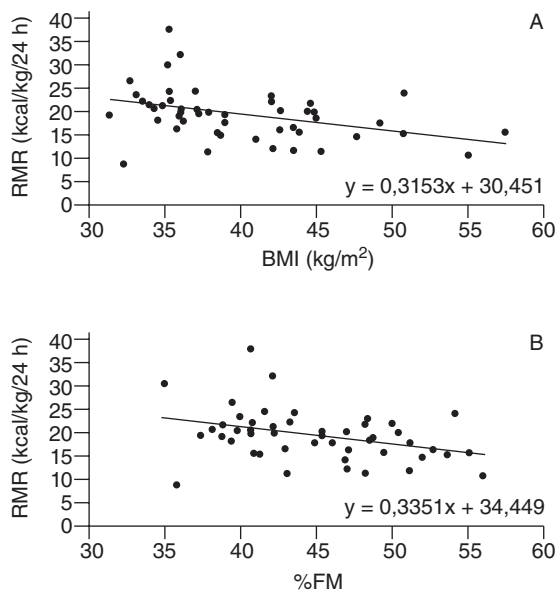 A
RMR (kcal/kg/24 h)
40
35
30
25
20
15
10
5
0
y = 0,3153x + 30,451
30 35 40 45 50 55 60
BMI (kg/m²)
B
RMR (kcal/kg/24 h)
40
35
30
25
20
15
10
5
0
y = 0,3351x + 34,449
30 35 40 45 50 55 60
%FM